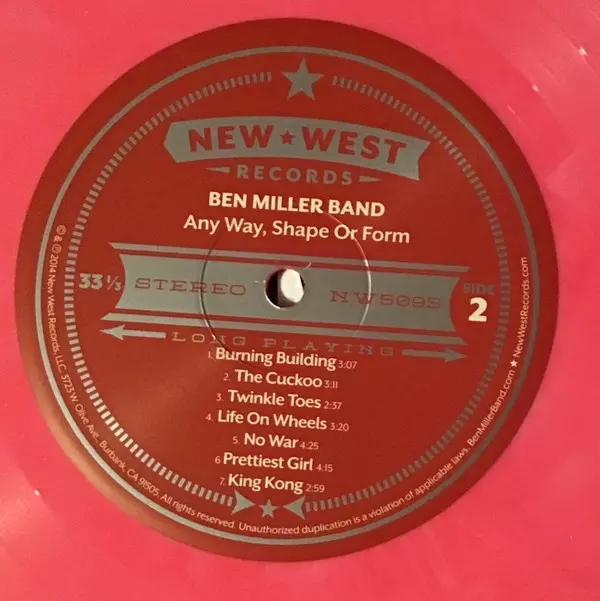 NEW★WEST
RECORDS
BEN MILLER BAND
Any Way, Shape Or Form
33 1/3
STEREO
NW5095
SIDE
2
LONG PLAYING
1. Burning Building 3:07
2. The Cuckoo 3:11
3. Twinkle Toes 2:37
4. Life On Wheels 3:20
5. No War 4:25
6 Prettiest Girl 4:15
7. King Kong 2:59
© & ℗ 2014 New West Records, LLC. 3723 W Olive Ave., Burbank, CA 91505. All rights reserved. Unauthorized duplication is a violation of applicable laws. BenMillerBand.com ★ NewWestRecords.com